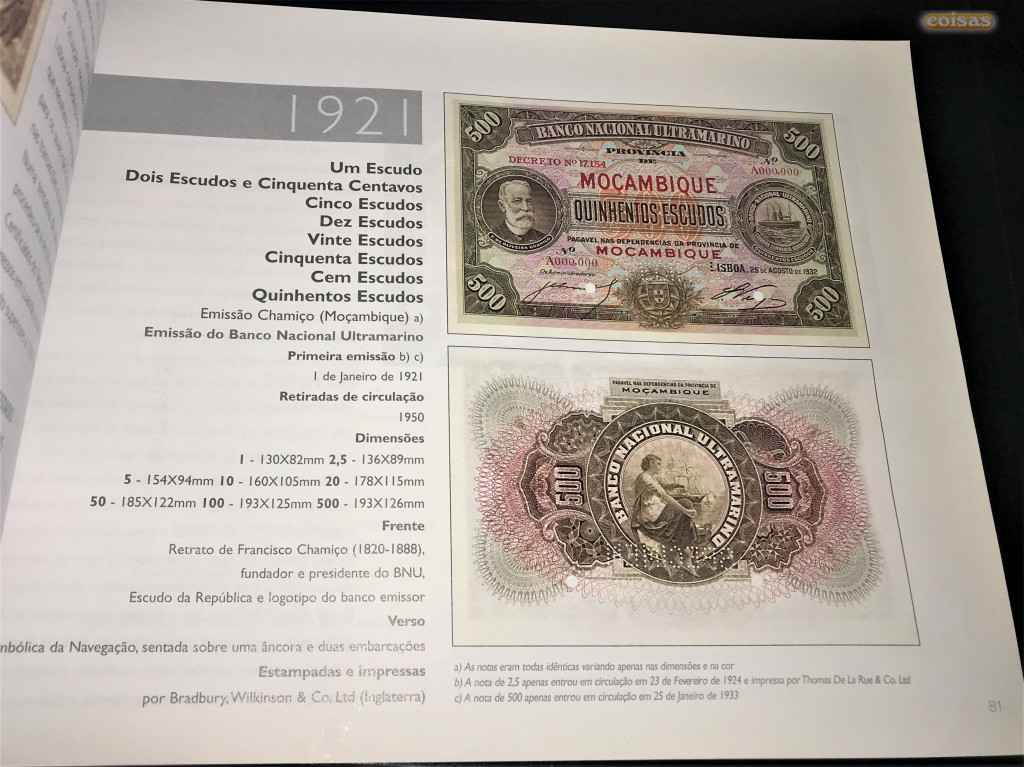 coisas
1921
Um Escudo
Dois Escudos e Cinquenta Centavos
Cinco Escudos
Dez Escudos
Vinte Escudos
Cinquenta Escudos
Cem Escudos
Quinhentos Escudos
Emissão Chamiço (Moçambique) a)
Emissão do Banco Nacional Ultramarino
Primeira emissão b) c)
1 de Janeiro de 1921
Retiradas de circulação
1950
Dimensões
1 - 130X82mm 2,5 - 136X89mm
5 - 154X94mm 10 - 160X105mm 20 - 178X115mm
50 - 185X122mm 100 - 193X125mm 500 - 193X126mm
Frente
Retrato de Francisco Chamiço (1820-1888),
fundador e presidente do BNU,
Escudo da República e logotipo do banco emissor
Verso
mbólica da Navegação, sentada sobre uma âncora e duas embarcações
Estampadas e impressas
por Bradbury, Wilkinson & Co, Ltd (Inglaterra)
500
500
BANCO NACIONAL ULTRAMARINO
PROVINCIA
DE
DECRETO Nº 17.154
Nº
A000,000
MOÇAMBIQUE
QUINHENTOS ESCUDOS
PAGAVEL NAS DEPENDENCIAS DA PROVINCIA DE
MOÇAMBIQUE
Nº
A000,000
LISBOA, 25 DE AGOSTO DE 1932
Os Administradores
500
500
PAGAVEL NAS DEPENDENCIAS DA PROVINCIA DE
MOÇAMBIQUE
BANCO NACIONAL ULTRAMARINO
500
500
a) As notas eram todas idênticas variando apenas nas dimensões e na cor
b) A nota de 2,5 apenas entrou em circulação em 23 de Fevereiro de 1924 e impressa por Thomas De La Rue & Co. Ltd
c) A nota de 500 apenas entrou em circulação em 25 de Janeiro de 1933
81